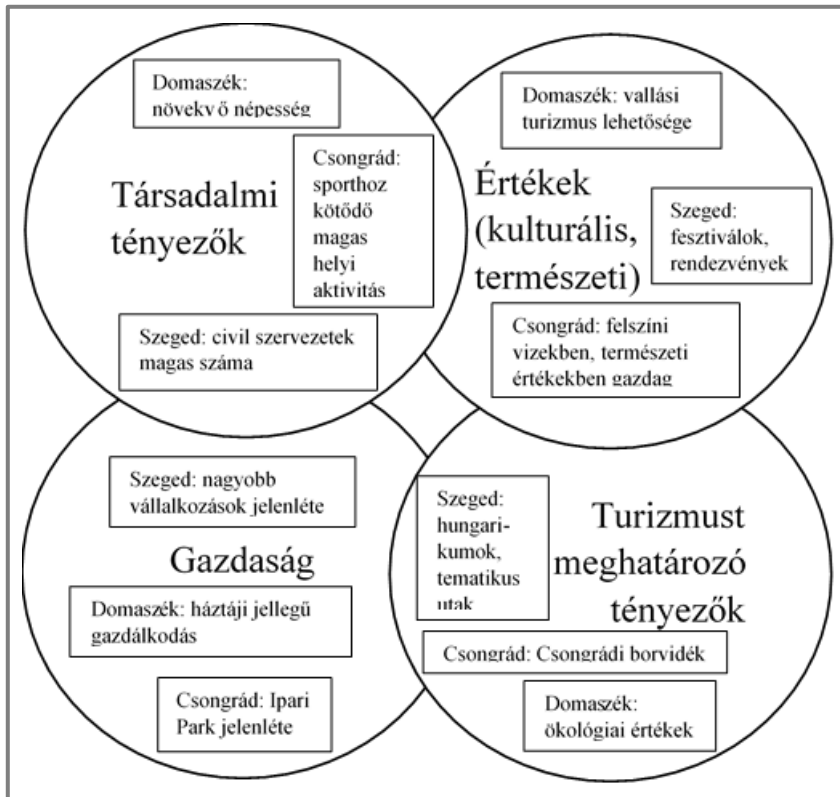 Domaszék:
növekvő népesség
Társadalmi
tényezők
Csongrád:
sporthoz
kötődő
magas
helyi
aktivitás
Szeged: civil szervezetek
magas száma
Domaszék: vallási
turizmus lehetősége
Értékek
(kulturális,
természeti)
Szeged:
fesztiválok,
rendezvények
Csongrád: felszíni
vizekben, természeti
értékekben gazdag
Szeged: nagyobb
vállalkozások jelenléte
Gazdaság
Domaszék: háztáji jellegű
gazdálkodás
Csongrád: Ipari
Park jelenléte
Szeged:
hungari-
kumok,
tematikus
utak
Turizmust
meghatározó
tényezők
Csongrád: Csongrádi borvidék
Domaszék:
ökológiai értékek